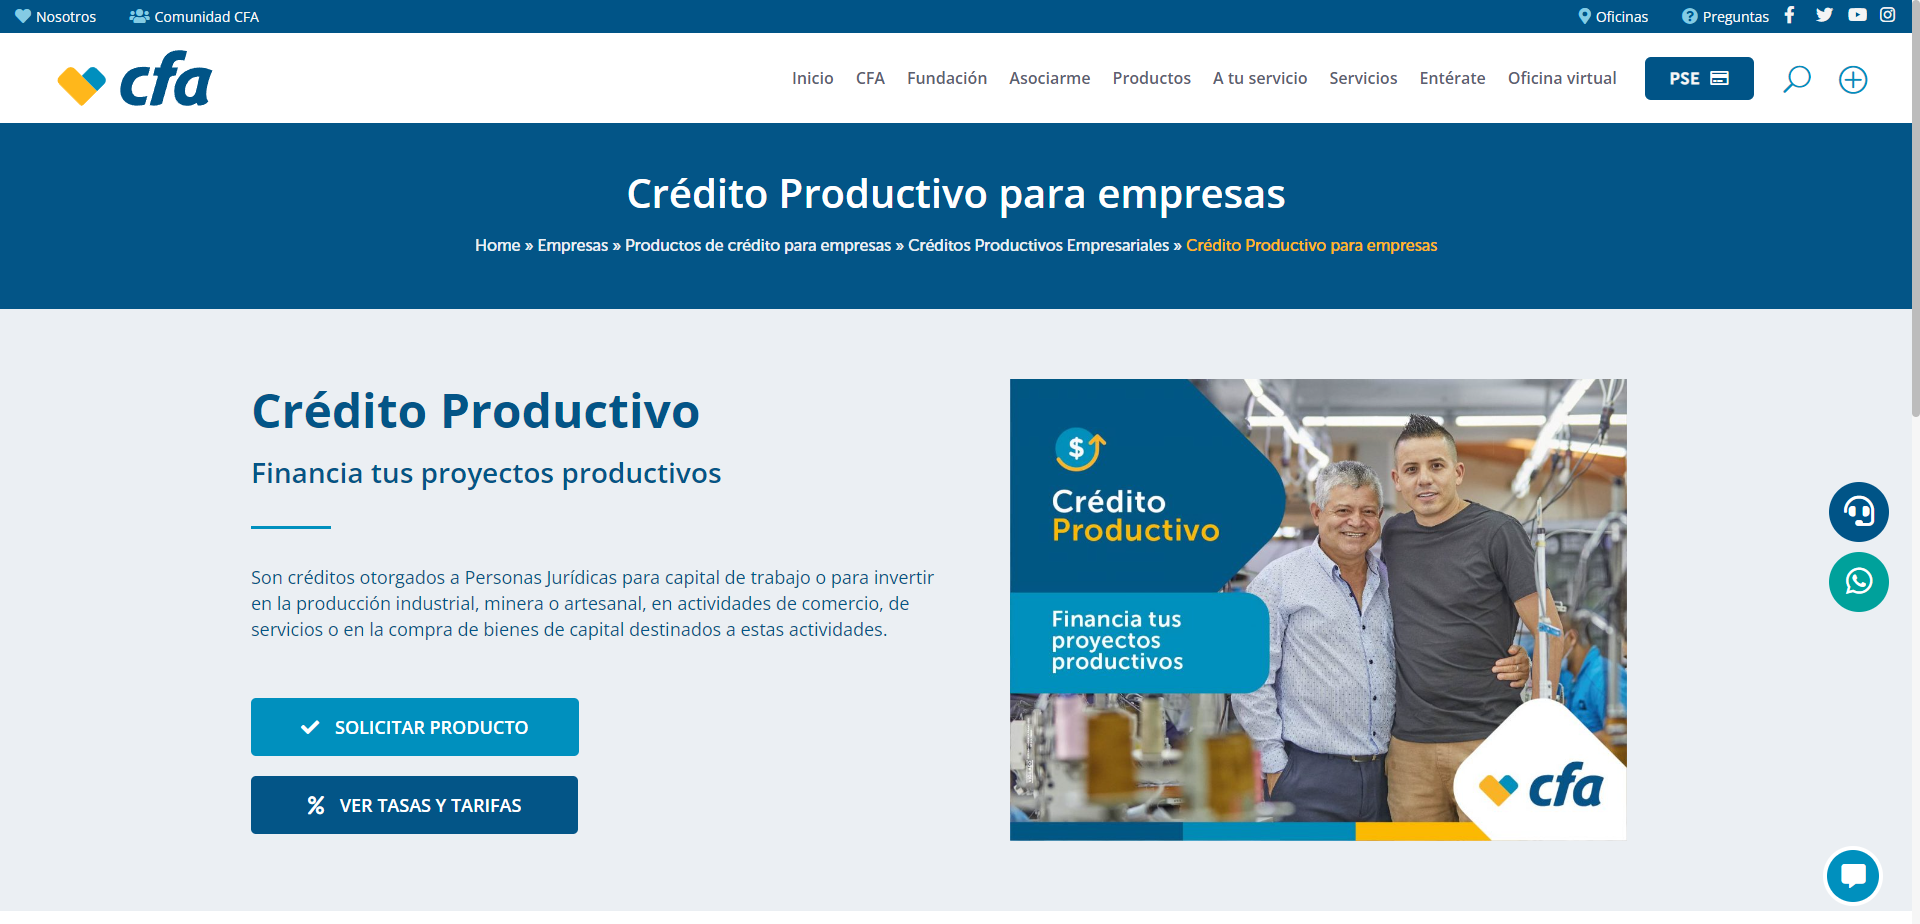 Nosotros
Comunidad CFA
Oficinas
Preguntas
cfa
Inicio
CFA
Fundación
Asociarme
Productos
A tu servicio
Servicios
Entérate
Oficina virtual
PSE
Crédito Productivo para empresas
Home » Empresas » Productos de crédito para empresas » Créditos Productivos Empresariales » Crédito Productivo para empresas
Crédito Productivo
Financia tus proyectos productivos
Son créditos otorgados a Personas Jurídicas para capital de trabajo o para invertir
en la producción industrial, minera o artesanal, en actividades de comercio, de
servicios o en la compra de bienes de capital destinados a estas actividades.
SOLICITAR PRODUCTO
VER TASAS Y TARIFAS
$
Crédito
Productivo
Financia tus
proyectos
productivos
cfa